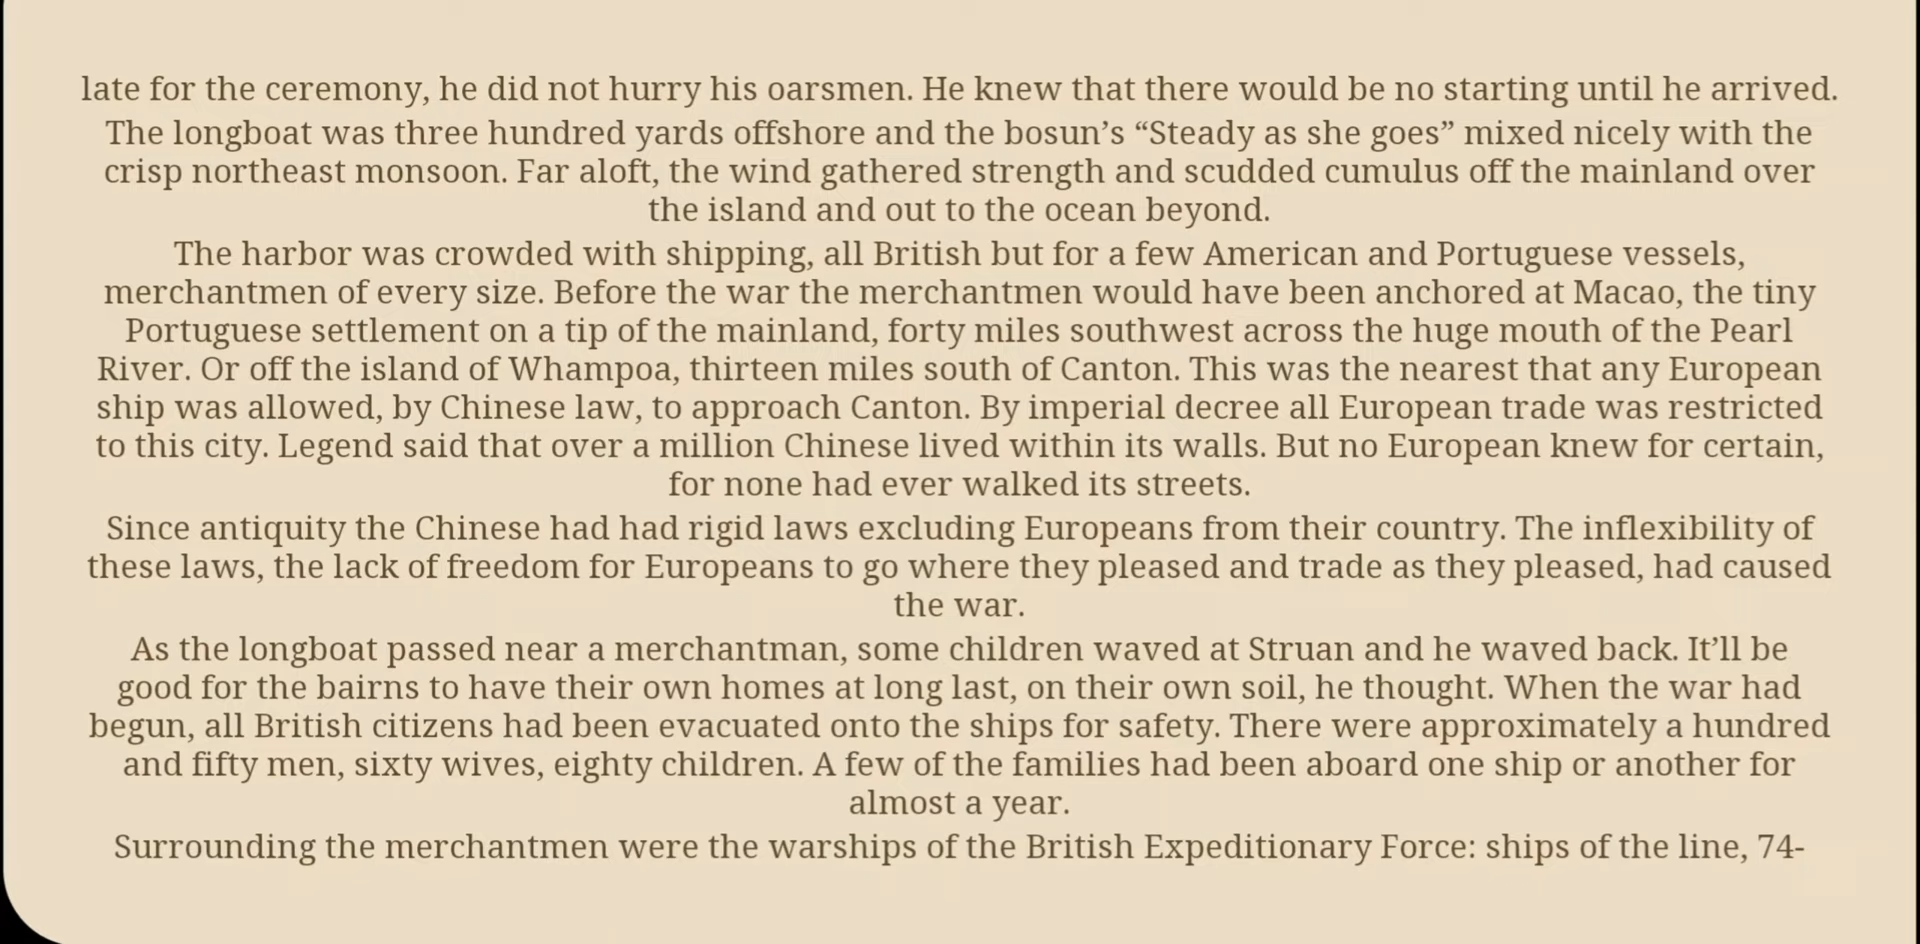 late for the ceremony, he did not hurry his oarsmen. He knew that there would be no starting until he arrived.
The longboat was three hundred yards offshore and the bosun’s “Steady as she goes” mixed nicely with the
crisp northeast monsoon. Far aloft, the wind gathered strength and scudded cumulus off the mainland over
the island and out to the ocean beyond.
The harbor was crowded with shipping, all British but for a few American and Portuguese vessels,
merchantmen of every size. Before the war the merchantmen would have been anchored at Macao, the tiny
Portuguese settlement on a tip of the mainland, forty miles southwest across the huge mouth of the Pearl
River. Or off the island of Whampoa, thirteen miles south of Canton. This was the nearest that any European
ship was allowed, by Chinese law, to approach Canton. By imperial decree all European trade was restricted
to this city. Legend said that over a million Chinese lived within its walls. But no European knew for certain,
for none had ever walked its streets.
Since antiquity the Chinese had had rigid laws excluding Europeans from their country. The inflexibility of
these laws, the lack of freedom for Europeans to go where they pleased and trade as they pleased, had caused
the war.
As the longboat passed near a merchantman, some children waved at Struan and he waved back. It’ll be
good for the bairns to have their own homes at long last, on their own soil, he thought. When the war had
begun, all British citizens had been evacuated onto the ships for safety. There were approximately a hundred
and fifty men, sixty wives, eighty children. A few of the families had been aboard one ship or another for
almost a year.
Surrounding the merchantmen were the warships of the British Expeditionary Force: ships of the line, 74-